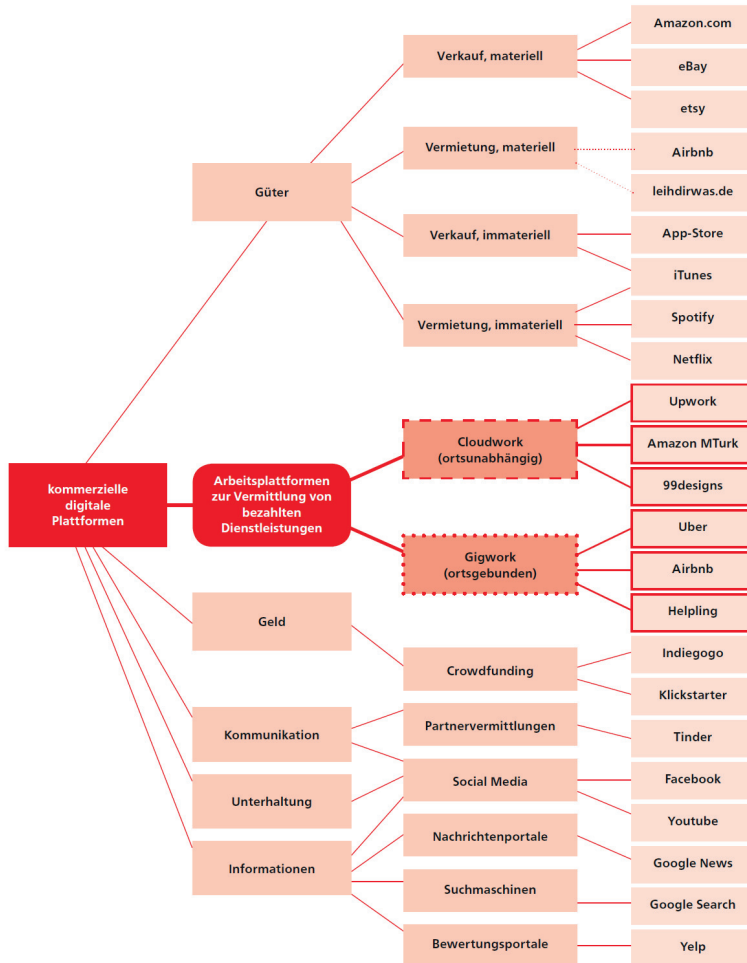 Amazon.com
Verkauf, materiell
eBay
etsy
Vermietung, materiell
Airbnb
Güter
leihdirwas.de
Verkauf, immateriell
App-Store
iTunes
Vermietung, immateriell
Spotify
Netflix
Upwork
Cloudwork
(ortsunabhängig)
Amazon MTurk
kommerzielle
digitale
Plattformen
Arbeitsplattformen
zur Vermittlung von
bezahlten
Dienstleistungen
99designs
Uber
Gigwork
(ortsgebunden)
Airbnb
Helpling
Geld
Indiegogo
Crowdfunding
Klickstarter
Partnervermittlungen
Kommunikation
Tinder
Facebook
Social Media
Unterhaltung
Youtube
Nachrichtenportale
Google News
Informationen
Suchmaschinen
Google Search
Bewertungsportale
Yelp